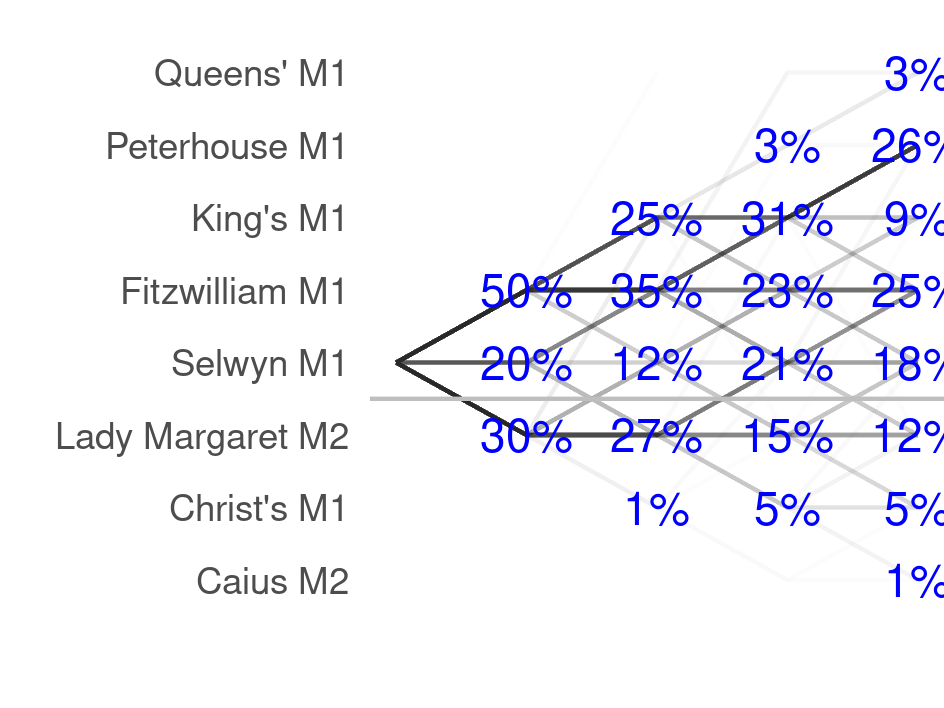 Queens' M1 3%
Peterhouse M1 3% 26%
King's M1 25% 31% 9%
Fitzwilliam M1 50% 35% 23% 25%
Selwyn M1 20% 12% 21% 18%
Lady Margaret M2 30% 27% 15% 12%
Christ's M1 1% 5% 5%
Caius M2 1%